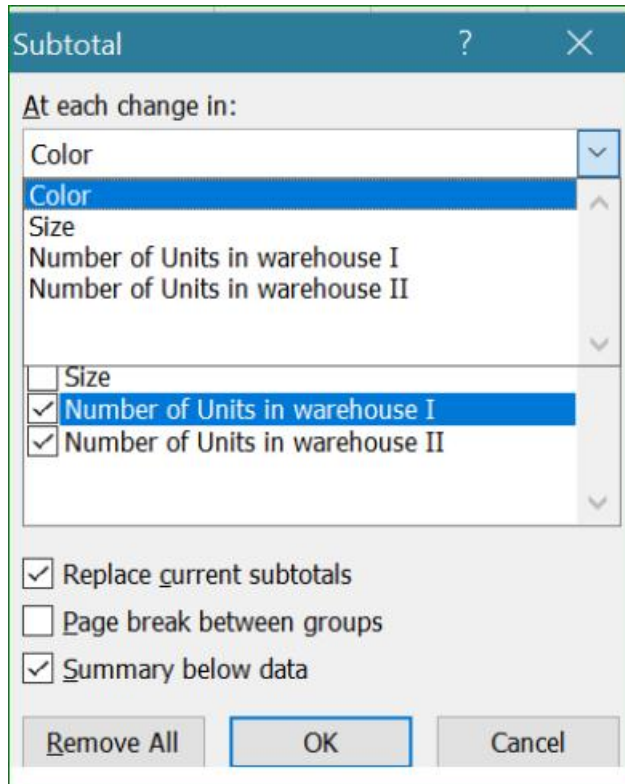 Subtotal ?
At each change in:
Color
Color
Size
Number of Units in warehouse I
Number of Units in warehouse II
Size
Number of Units in warehouse I
Number of Units in warehouse II
Replace current subtotals
Page break between groups
Summary below data
Remove All OK Cancel